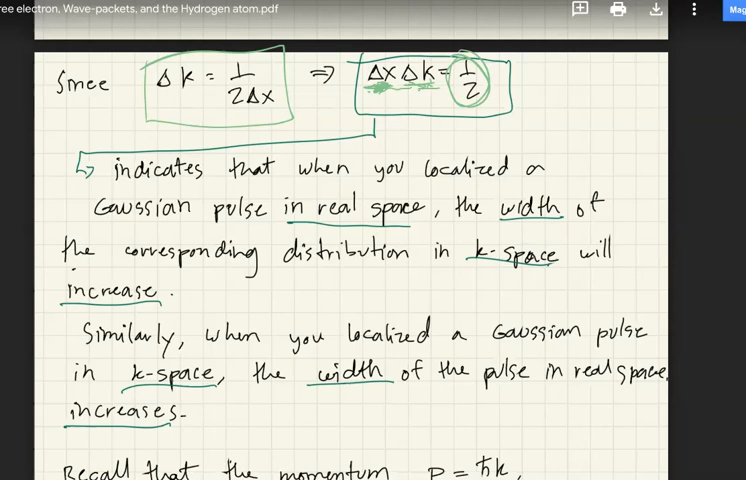 ree electron, Wave-packets, and the Hydrogen atom.pdf
Mag
Since Δk = 1/2Δx ⇒ Δx Δk = 1/2
↳ indicates that when you localized a
Gaussian pulse in real space, the width of
the corresponding distribution in k-space will
increase.
Similarly, when you localized a Gaussian pulse
in k-space, the width of the pulse in real space
increases.
Recall that the momentum P = ħk,